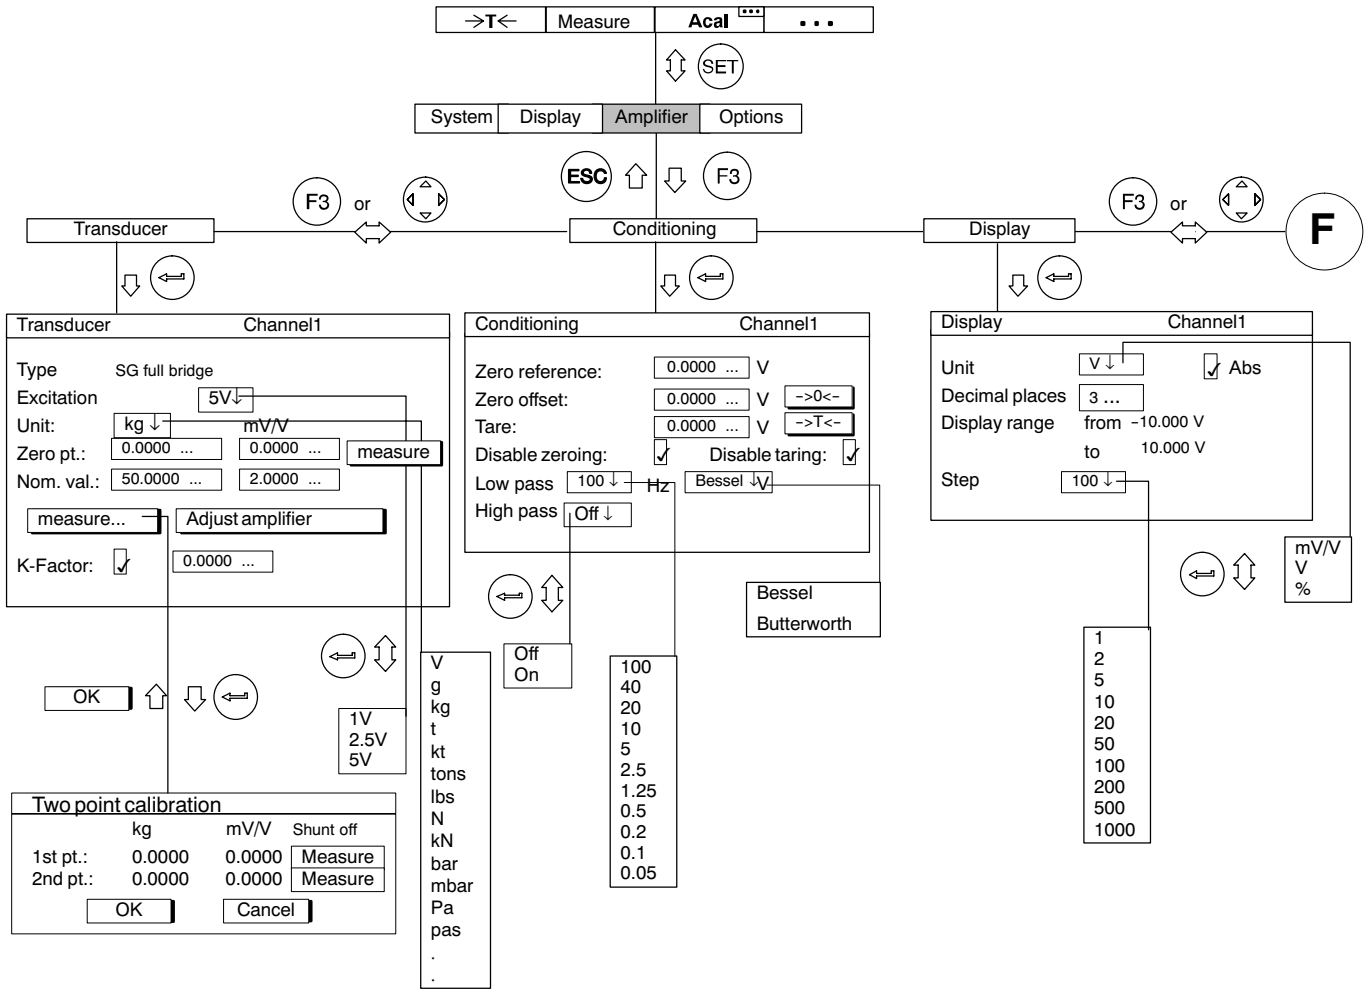 →T← Measure Acal ... ...
SET
System Display Amplifier Options
ESC F3
F3 or
F3 or
Transducer Conditioning Display F
Transducer Channel1
Type SG full bridge
Excitation 5V↓
Unit: kg ↓ mV/V
Zero pt.: 0.0000 ... 0.0000 ... measure
Nom. val.: 50.0000 ... 2.0000 ...
measure... Adjust amplifier
K-Factor: ✓ 0.0000 ...
Conditioning Channel1
Zero reference: 0.0000 ... V
Zero offset: 0.0000 ... V −>0<−
Tare: 0.0000 ... V −>T<−
Disable zeroing: ✓ Disable taring: ✓
Low pass 100 ↓ Hz Bessel ↓V
High pass Off ↓
Display Channel1
Unit V ↓ ✓ Abs
Decimal places 3 ...
Display range from −10.000 V
to 10.000 V
Step 100 ↓
mV/V
V
%
Bessel
Butterworth
Off
On
100
40
20
10
5
2.5
1.25
0.5
0.2
0.1
0.05
1
2
5
10
20
50
100
200
500
1000
V
g
kg
t
kt
tons
lbs
N
kN
bar
mbar
Pa
pas
.
.
1V
2.5V
5V
OK
Two point calibration
kg mV/V Shunt off
1st pt.: 0.0000 0.0000 Measure
2nd pt.: 0.0000 0.0000 Measure
OK Cancel